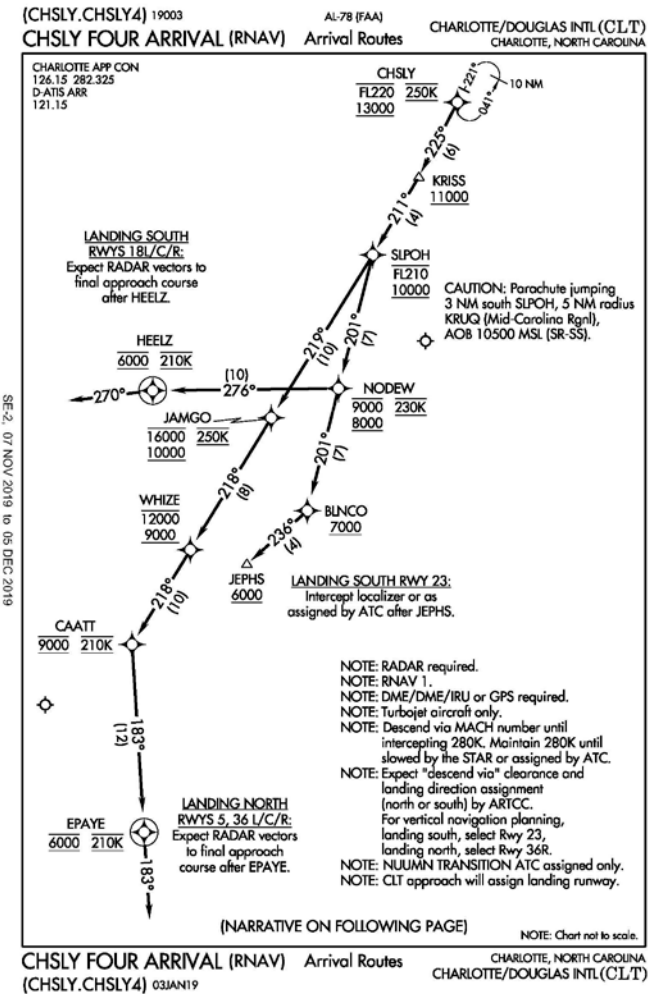 (CHSLY.CHSLY4) 19003
AL-78 (FAA)
CHARLOTTE/DOUGLAS INTL (CLT)
CHSLY FOUR ARRIVAL (RNAV) Arrival Routes
CHARLOTTE, NORTH CAROLINA
CHARLOTTE APP CON
126.15 282.325
D-ATIS ARR
121.15
CHSLY
FL220 250K
13000
221°
041°
10 NM
225°
(6)
KRISS
11000
211°
(4)
SLPOH
FL210
10000
LANDING SOUTH
RWYS 18L/C/R:
Expect RADAR vectors to
final approach course
after HEELZ.
CAUTION: Parachute jumping
3 NM south SLPOH, 5 NM radius
KRUQ (Mid-Carolina Rgnl),
AOB 10500 MSL (SR-SS).
219°
(10)
201°
(7)
HEELZ
6000 210K
270°
(10)
276°
NODEW
9000 230K
8000
JAMGO
16000 250K
10000
201°
(7)
218°
(8)
WHIZE
12000
9000
BLNCO
7000
236°
(4)
JEPHS
6000
LANDING SOUTH RWY 23:
Intercept localizer or as
assigned by ATC after JEPHS.
218°
(10)
CAATT
9000 210K
183°
(12)
NOTE: RADAR required.
NOTE: RNAV 1.
NOTE: DME/DME/IRU or GPS required.
NOTE: Turbojet aircraft only.
NOTE: Descend via MACH number until
intercepting 280K. Maintain 280K until
slowed by the STAR or assigned by ATC.
NOTE: Expect "descend via" clearance and
landing direction assignment
(north or south) by ARTCC.
For vertical navigation planning,
landing south, select Rwy 23,
landing north, select Rwy 36R.
NOTE: NUUMN TRANSITION ATC assigned only.
NOTE: CLT approach will assign landing runway.
LANDING NORTH
RWYS 5, 36 L/C/R:
Expect RADAR vectors
to final approach
course after EPAYE.
EPAYE
6000 210K
183°
(NARRATIVE ON FOLLOWING PAGE)
NOTE: Chart not to scale.
CHSLY FOUR ARRIVAL (RNAV) Arrival Routes
CHARLOTTE, NORTH CAROLINA
(CHSLY.CHSLY4) 03JAN19
CHARLOTTE/DOUGLAS INTL (CLT)
SE-2, 07 NOV 2019 to 05 DEC 2019